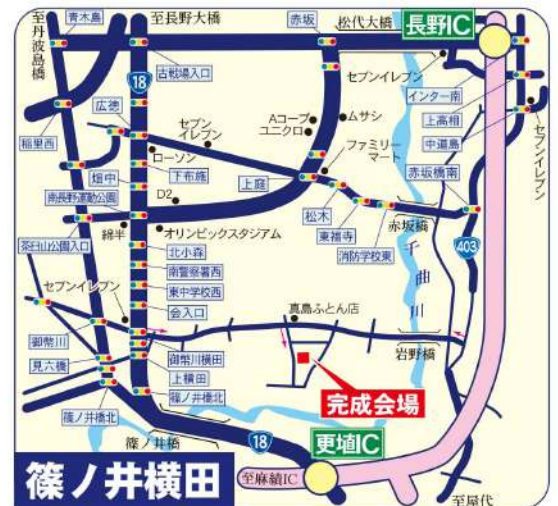 至丹波島橋
青木島
至長野大橋
赤坂
松代大橋
長野IC
18
古戦場入口
セブンイレブン
インター南
セブンイレブン
上高相
中道島
稲里西
広徳
セブン
イレブン
Aコープ
ユニクロ
ムサシ
ローソン
ファミリー
マート
赤坂橋南
畑中
下布施
上庭
南長野運動公園
D2
松木
東福寺
赤坂橋
消防学校東
403
千曲川
茶臼山公園入口
綿半
オリンピックスタジアム
北小森
南警察署西
東中学校西
セブンイレブン
会入口
真島ふとん店
御幣川
御幣川横田
岩野橋
見六橋
上横田
完成会場
篠ノ井橋北
篠ノ井橋北
篠ノ井橋
18
更埴IC
篠ノ井横田
至麻績IC
至屋代